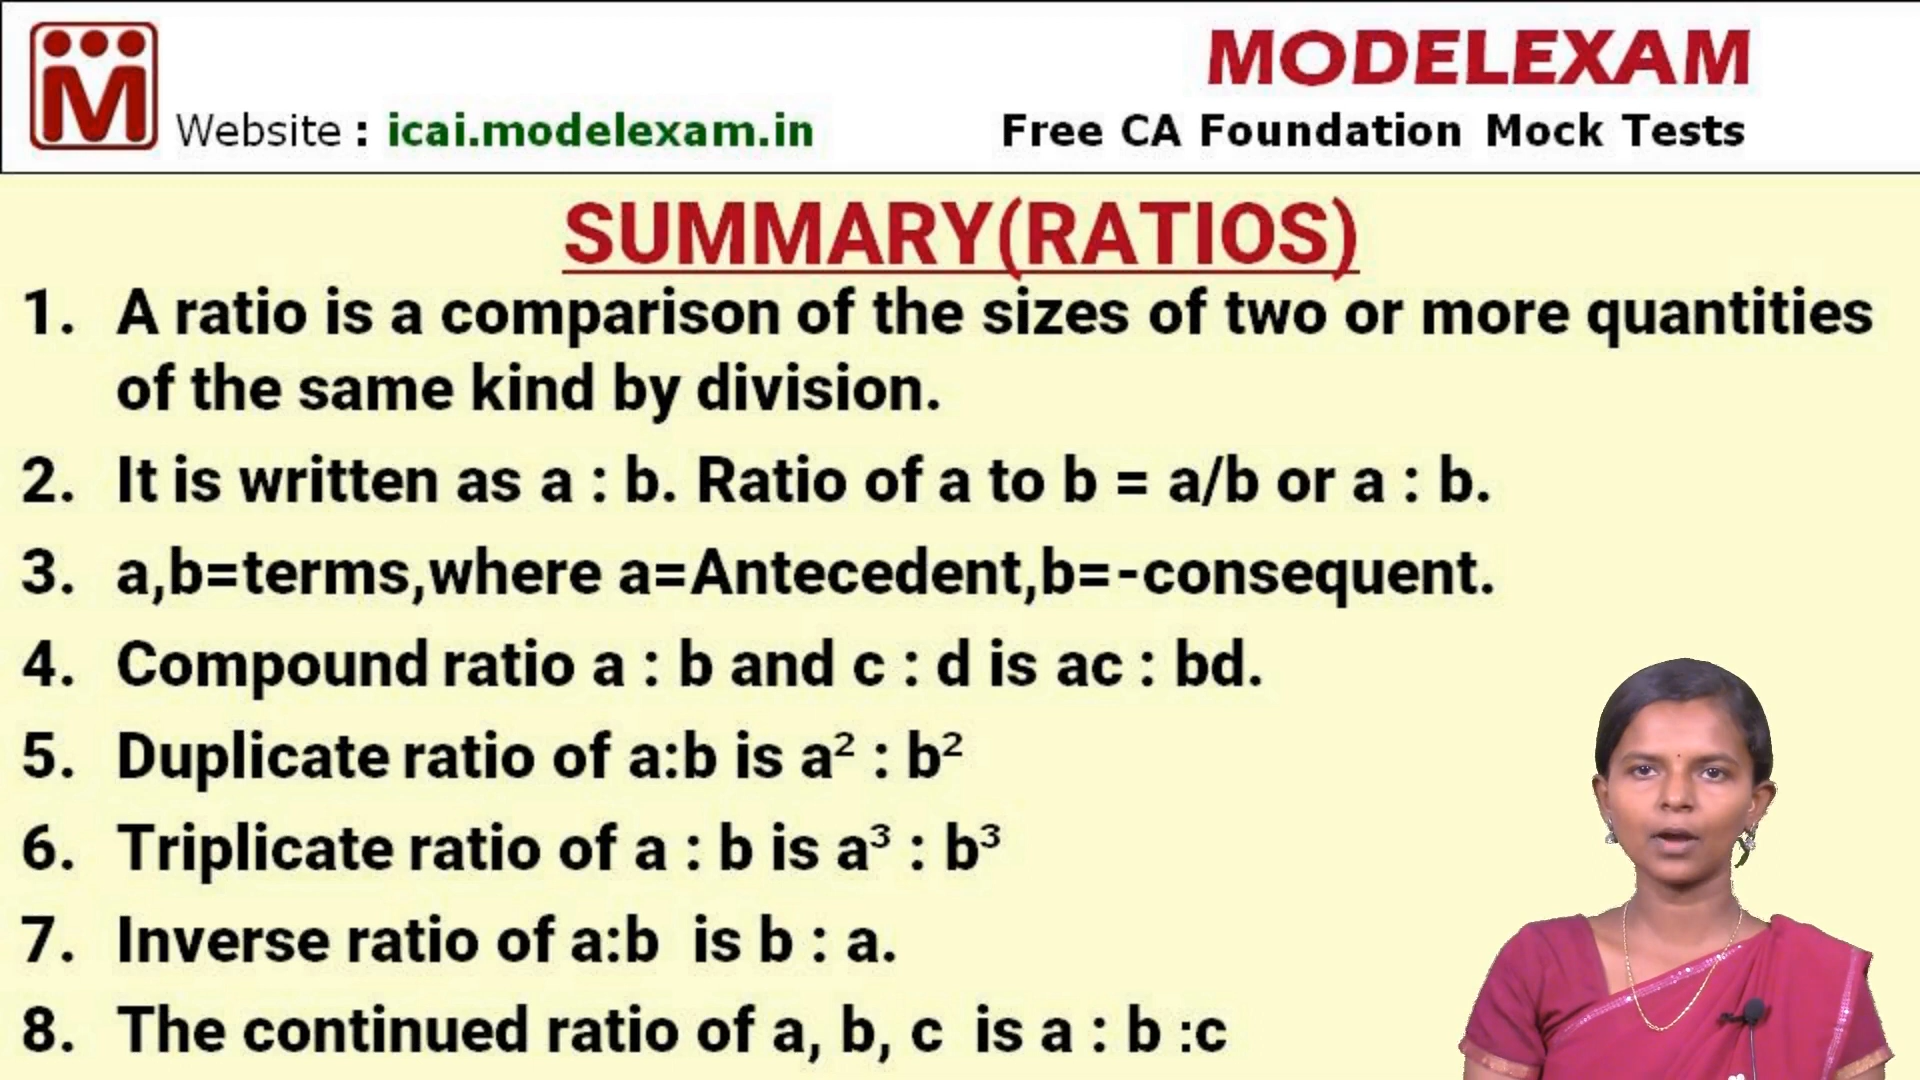 MODELEXAM
M
Website : icai.modelexam.in
Free CA Foundation Mock Tests
SUMMARY(RATIOS)
1. A ratio is a comparison of the sizes of two or more quantities
of the same kind by division.
2. It is written as a : b. Ratio of a to b = a/b or a : b.
3. a,b=terms,where a=Antecedent,b=-consequent.
4. Compound ratio a : b and c : d is ac : bd.
5. Duplicate ratio of a:b is a² : b²
6. Triplicate ratio of a : b is a³ : b³
7. Inverse ratio of a:b is b : a.
8. The continued ratio of a, b, c is a : b :c